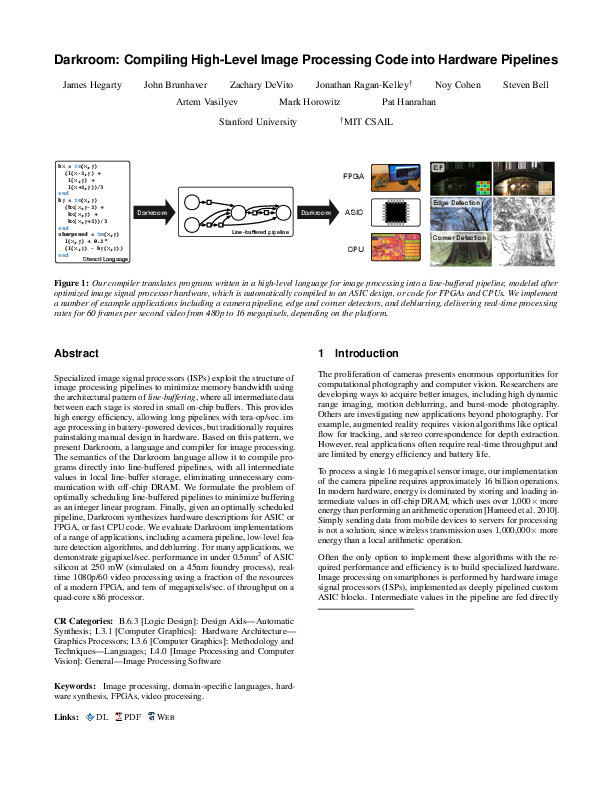 Darkroom: Compiling High-Level Image Processing Code into Hardware Pipelines
James Hegarty John Brunhaver Zachary DeVito Jonathan Ragan-Kelley† Noy Cohen Steven Bell
Artem Vasilyev Mark Horowitz Pat Hanrahan
Stanford University †MIT CSAIL
bx = im(x,y)
(I(x-1,y) +
I(x,y) +
I(x+1,y))/3
end
by = im(x,y)
(bx(x,y-1) +
bx(x,y) +
bx(x,y+1))/3
end
sharpened = im(x,y)
I(x,y) + 0.1*
(I(x,y) - by(x,y))
end
Stencil Language
Darkroom
Line-buffered pipeline
Darkroom
FPGA
ASIC
CPU
ISP
Edge Detection
Corner Detection
Figure 1: Our compiler translates programs written in a high-level language for image processing into a line-buffered pipeline, modeled after
optimized image signal processor hardware, which is automatically compiled to an ASIC design, or code for FPGAs and CPUs. We implement
a number of example applications including a camera pipeline, edge and corner detectors, and deblurring, delivering real-time processing
rates for 60 frames per second video from 480p to 16 megapixels, depending on the platform.
Abstract
Specialized image signal processors (ISPs) exploit the structure of
image processing pipelines to minimize memory bandwidth using
the architectural pattern of line-buffering, where all intermediate data
between each stage is stored in small on-chip buffers. This provides
high energy efficiency, allowing long pipelines with tera-op/sec. im-
age processing in battery-powered devices, but traditionally requires
painstaking manual design in hardware. Based on this pattern, we
present Darkroom, a language and compiler for image processing.
The semantics of the Darkroom language allow it to compile pro-
grams directly into line-buffered pipelines, with all intermediate
values in local line-buffer storage, eliminating unnecessary com-
munication with off-chip DRAM. We formulate the problem of
optimally scheduling line-buffered pipelines to minimize buffering
as an integer linear program. Finally, given an optimally scheduled
pipeline, Darkroom synthesizes hardware descriptions for ASIC or
FPGA, or fast CPU code. We evaluate Darkroom implementations
of a range of applications, including a camera pipeline, low-level fea-
ture detection algorithms, and deblurring. For many applications, we
demonstrate gigapixel/sec. performance in under 0.5mm² of ASIC
silicon at 250 mW (simulated on a 45nm foundry process), real-
time 1080p/60 video processing using a fraction of the resources
of a modern FPGA, and tens of megapixels/sec. of throughput on a
quad-core x86 processor.
CR Categories: B.6.3 [Logic Design]: Design Aids—Automatic
Synthesis; I.3.1 [Computer Graphics]: Hardware Architecture—
Graphics Processors; I.3.6 [Computer Graphics]: Methodology and
Techniques—Languages; I.4.0 [Image Processing and Computer
Vision]: General—Image Processing Software
Keywords: Image processing, domain-specific languages, hard-
ware synthesis, FPGAs, video processing.
Links: DL PDF WEB
1 Introduction
The proliferation of cameras presents enormous opportunities for
computational photography and computer vision. Researchers are
developing ways to acquire better images, including high dynamic
range imaging, motion deblurring, and burst-mode photography.
Others are investigating new applications beyond photography. For
example, augmented reality requires vision algorithms like optical
flow for tracking, and stereo correspondence for depth extraction.
However, real applications often require real-time throughput and
are limited by energy efficiency and battery life.
To process a single 16 megapixel sensor image, our implementation
of the camera pipeline requires approximately 16 billion operations.
In modern hardware, energy is dominated by storing and loading in-
termediate values in off-chip DRAM, which uses over 1,000× more
energy than performing an arithmetic operation [Hameed et al. 2010].
Simply sending data from mobile devices to servers for processing
is not a solution, since wireless transmission uses 1,000,000× more
energy than a local arithmetic operation.
Often the only option to implement these algorithms with the re-
quired performance and efficiency is to build specialized hardware.
Image processing on smartphones is performed by hardware image
signal processors (ISPs), implemented as deeply pipelined custom
ASIC blocks. Intermediate values in the pipeline are fed directly